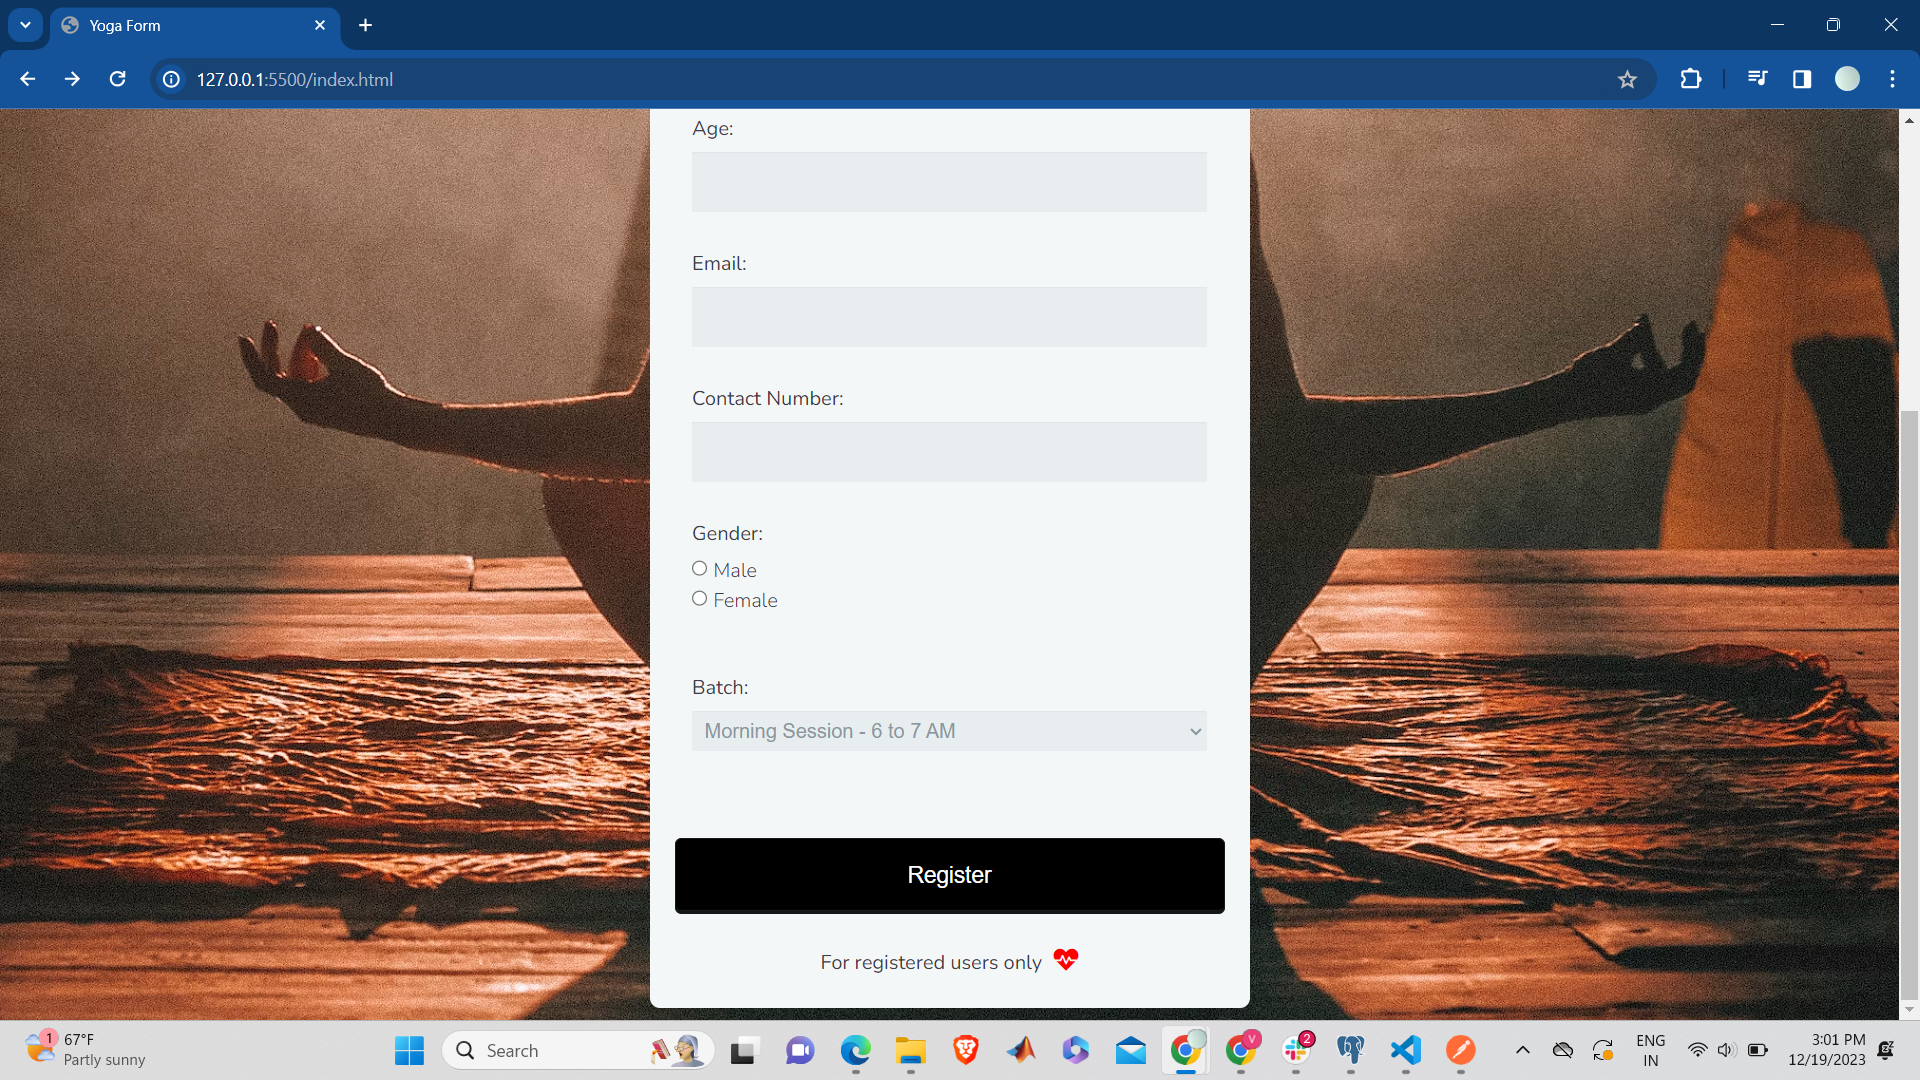 Yoga Form
127.0.0.1:5500/index.html
Age:
Email:
Contact Number:
Gender:
Male
Female
Batch:
Morning Session - 6 to 7 AM
Register
For registered users only
1
67°F
Partly sunny
Search
V
2
ENG
IN
3:01 PM
12/19/2023